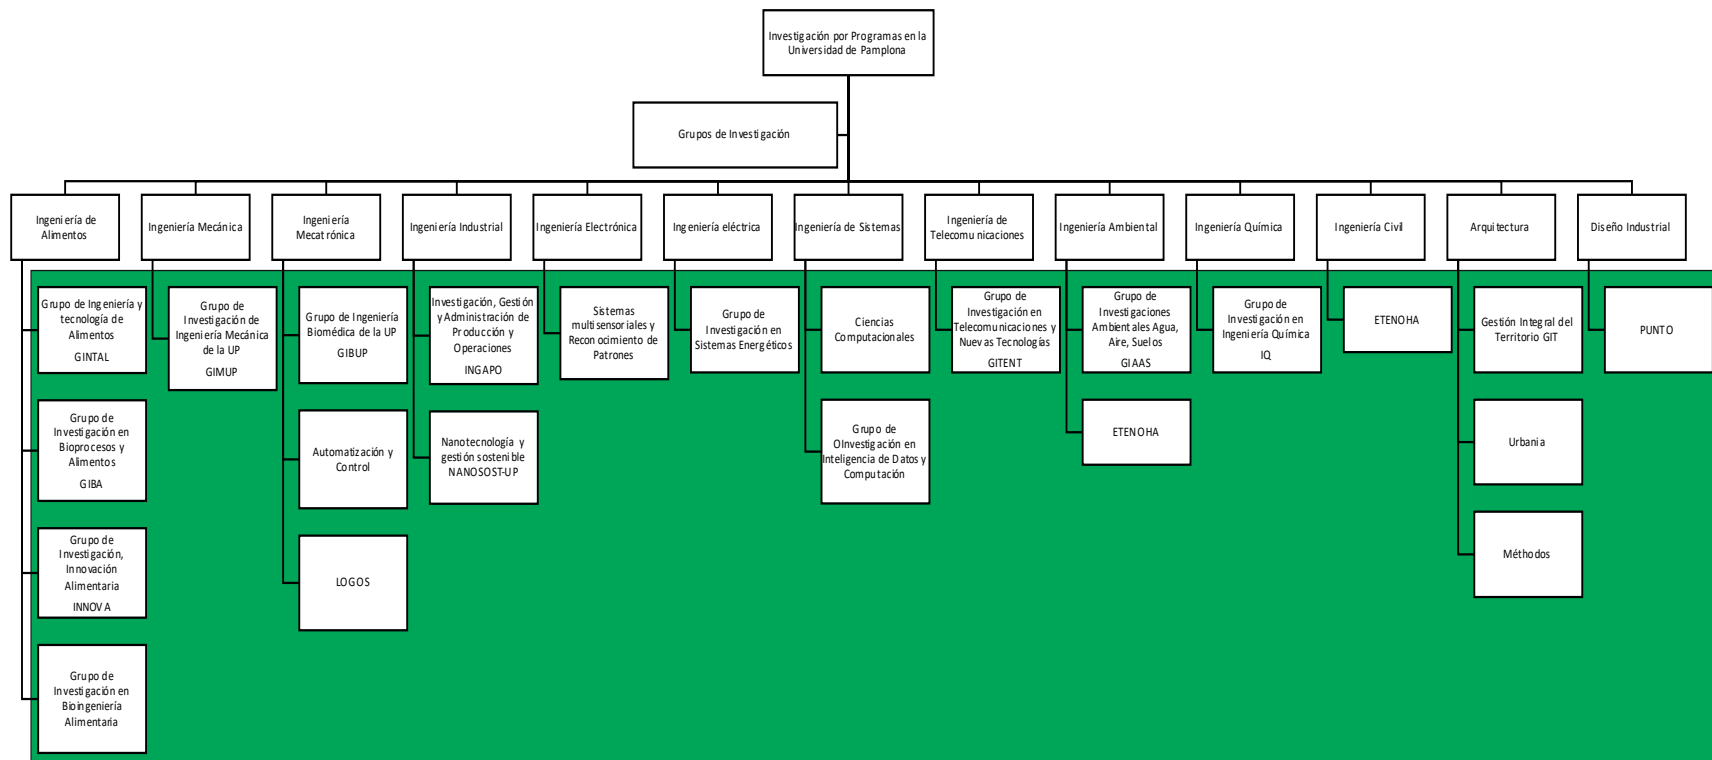 Investigación por Programas en la
Universidad de Pamplona
Grupos de Investigación
Ingeniería de
Alimentos
Ingeniería Mecánica
Ingeniería
Mecatrónica
Ingeniería Industrial
Ingeniería Electrónica
Ingeniería eléctrica
Ingeniería de Sistemas
Ingeniería de
Telecomunicaciones
Ingeniería Ambiental
Ingeniería Química
Ingeniería Civil
Arquitectura
Diseño Industrial
Grupo de Ingeniería y
tecnología de
Alimentos
GINTAL
Grupo de
Investigación en
Bioprocesos y
Alimentos
GIBA
Grupo de
Investigación,
Innovación
Alimentaria
INNOVA
Grupo de
Investigación en
Bioingeniería
Alimentaria
Grupo de
Investigación de
Ingeniería Mecánica
de la UP
GIMUP
Grupo de Ingeniería
Biomédica de la UP
GIBUP
Automatización y
Control
LOGOS
Investigación, Gestión
y Administración de
Producción y
Operaciones
INGAPO
Nanotecnología y
gestión sostenible
NANOSOST-UP
Sistemas
multisensoriales y
Reconocimiento de
Patrones
Grupo de
Investigación en
Sistemas Energéticos
Ciencias
Computacionales
Grupo de
OInvestigación en
Inteligencia de Datos y
Computación
Grupo de
Investigación en
Telecomunicaciones y
Nuevas Tecnologías
GITENT
Grupo de
Investigaciones
Ambientales Agua,
Aire, Suelos
GIAAS
ETENOHA
Grupo de
Investigación en
Ingeniería Química
IQ
ETENOHA
Gestión Integral del
Territorio GIT
Urbania
Méthodos
PUNTO